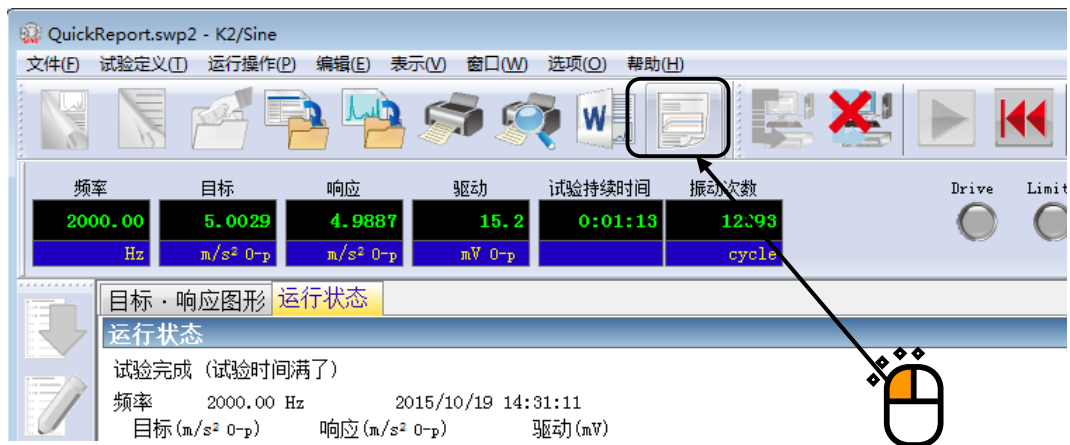 QuickReport.swp2 - K2/Sine
文件(F) 试验定义(T) 运行操作(P) 编辑(E) 表示(V) 窗口(W) 选项(O) 帮助(H)
W
频率 目标 响应 驱动 试验持续时间 振动次数 Drive Limit
2000.00 5.0029 4.9887 15.2 0:01:13
Hz m/s² 0-p m/s² 0-p mV 0-p cycle
目标・响应图形 运行状态
运行状态
试验完成 (试验时间满了)
频率 2000.00 Hz 2015/10/19 14:31:11
目标(m/s² 0-p) 响应(m/s² 0-p) 驱动(mV)